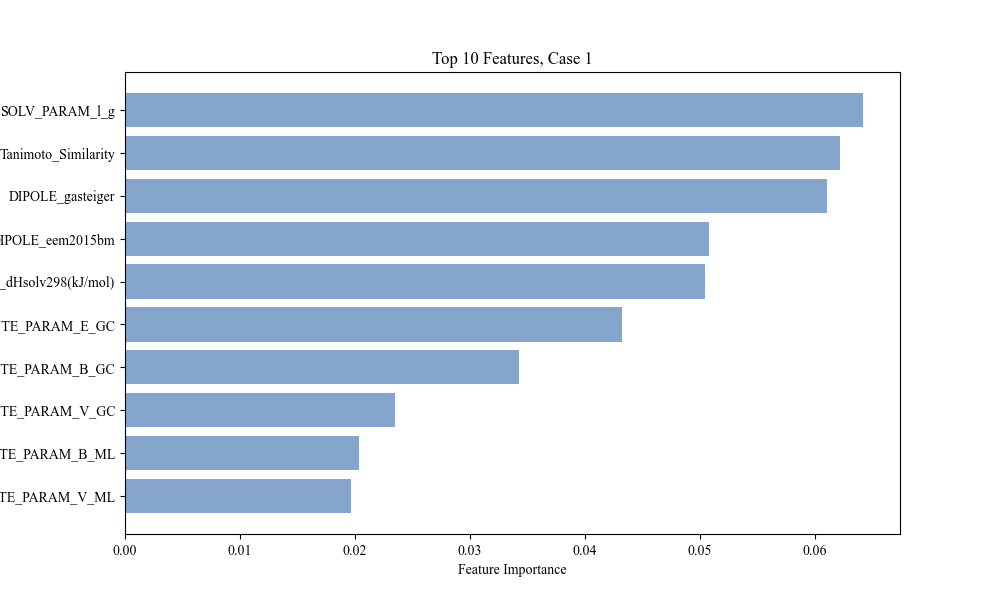 Top 10 Features, Case 1
SOLV_PARAM_l_g
Tanimoto_Similarity
DIPOLE_gasteiger
IPOLE_eem2015bm
_dHsolv298(kJ/mol)
TE_PARAM_E_GC
TE_PARAM_B_GC
TE_PARAM_V_GC
TE_PARAM_B_ML
TE_PARAM_V_ML
0.00 0.01 0.02 0.03 0.04 0.05 0.06
Feature Importance